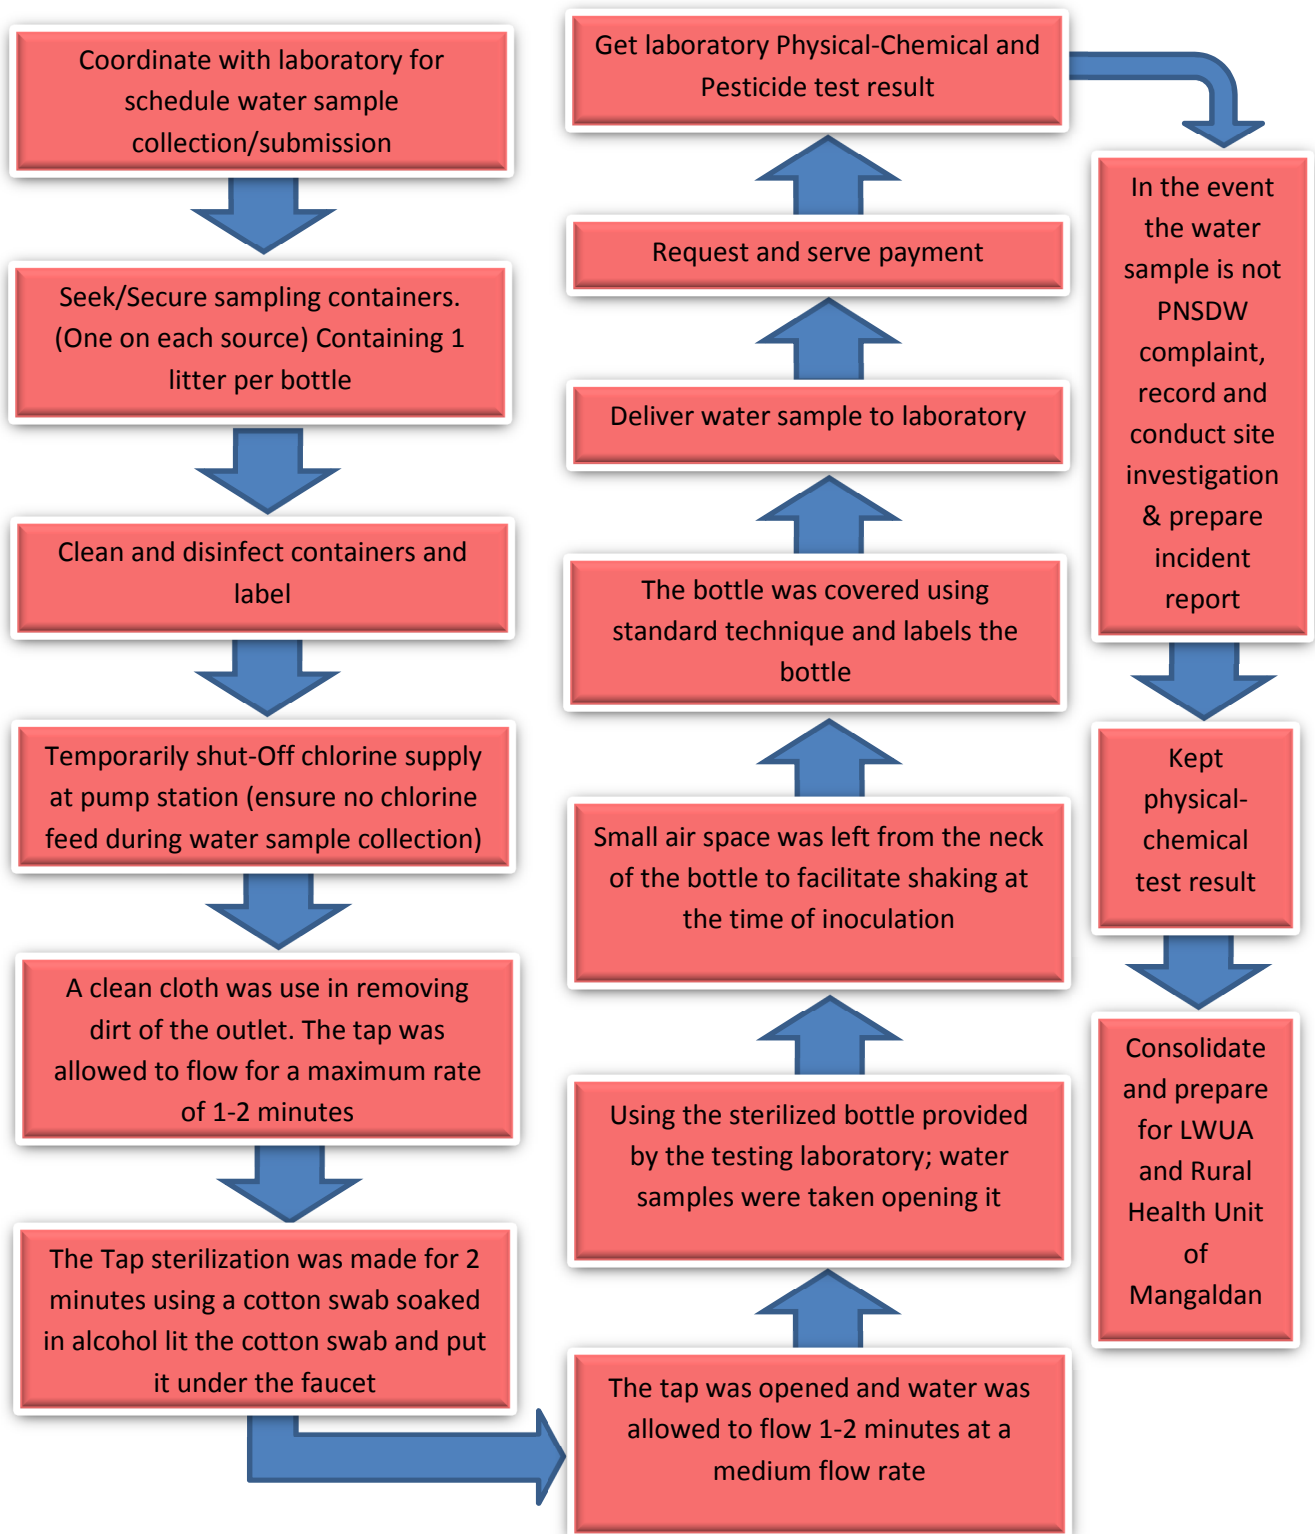 Coordinate with laboratory for
schedule water sample
collection/submission
Seek/Secure sampling containers.
(One on each source) Containing 1
litter per bottle
Clean and disinfect containers and
label
Temporarily shut-Off chlorine supply
at pump station (ensure no chlorine
feed during water sample collection)
A clean cloth was use in removing
dirt of the outlet. The tap was
allowed to flow for a maximum rate
of 1-2 minutes
The Tap sterilization was made for 2
minutes using a cotton swab soaked
in alcohol lit the cotton swab and put
it under the faucet
The tap was opened and water was
allowed to flow 1-2 minutes at a
medium flow rate
Using the sterilized bottle provided
by the testing laboratory; water
samples were taken opening it
Small air space was left from the neck
of the bottle to facilitate shaking at
the time of inoculation
The bottle was covered using
standard technique and labels the
bottle
Deliver water sample to laboratory
Request and serve payment
Get laboratory Physical-Chemical and
Pesticide test result
In the event
the water
sample is not
PNSDW
complaint,
record and
conduct site
investigation
& prepare
incident
report
Kept
physical-
chemical
test result
Consolidate
and prepare
for LWUA
and Rural
Health Unit
of
Mangaldan